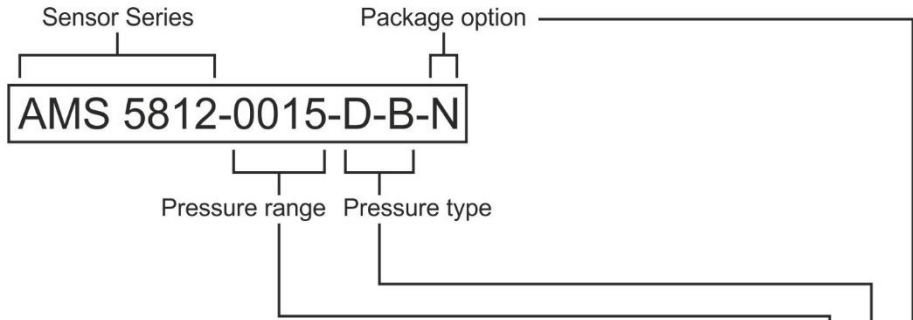 Sensor Series Package option
AMS 5812-0015-D-B-N
Pressure range Pressure type